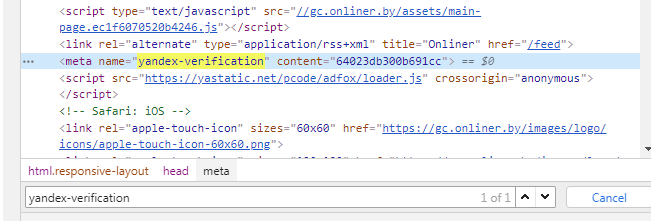 <script type="text/javascript" src="//gc.onliner.by/assets/main-
page.ec1f6070520b4246.js"></script>
<link rel="alternate" type="application/rss+xml" title="Onliner" href="/feed">
··· <meta name="yandex-verification" content="64023db300b691cc"> == $0
<script src="https://yastatic.net/pcode/adfox/loader.js" crossorigin="anonymous">
</script>
<!-- Safari: iOS -->
<link rel="apple-touch-icon" sizes="60x60" href="https://gc.onliner.by/images/logo/
icons/apple-touch-icon-60x60.png">
html.responsive-layout head meta
yandex-verification 1 of 1 Cancel